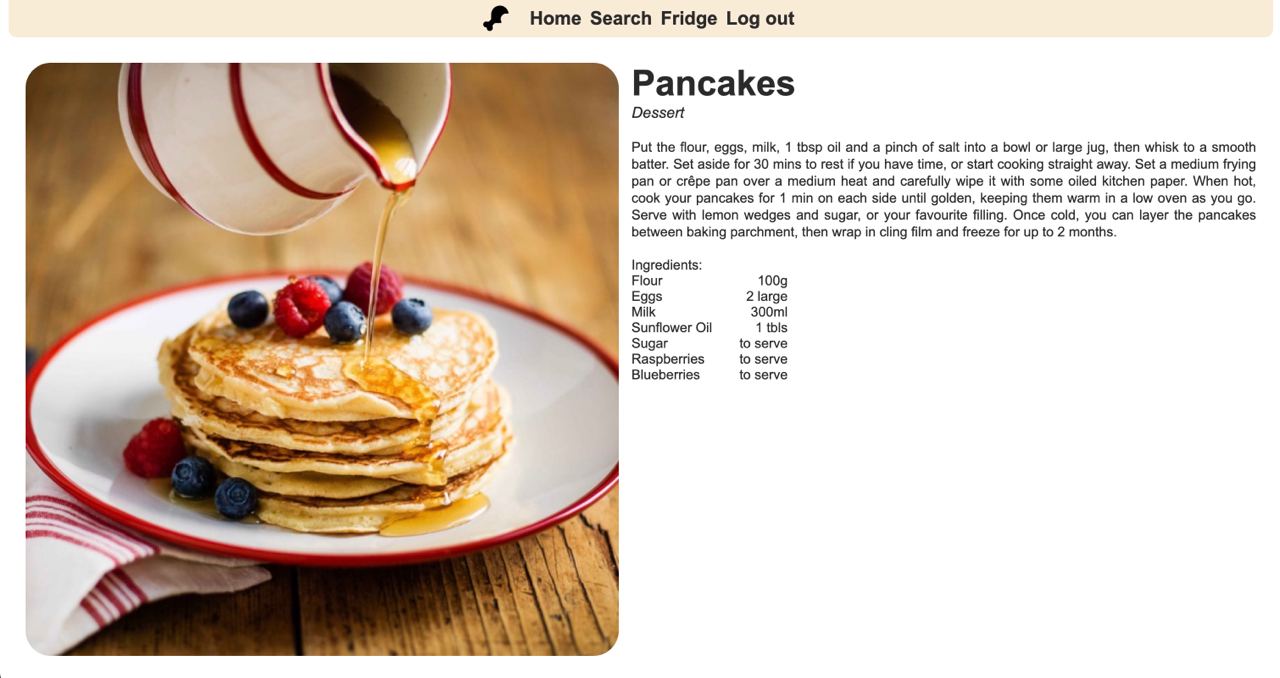 Home Search Fridge Log out
Pancakes
Dessert
Put the flour, eggs, milk, 1 tbsp oil and a pinch of salt into a bowl or large jug, then whisk to a smooth
batter. Set aside for 30 mins to rest if you have time, or start cooking straight away. Set a medium frying
pan or crêpe pan over a medium heat and carefully wipe it with some oiled kitchen paper. When hot,
cook your pancakes for 1 min on each side until golden, keeping them warm in a low oven as you go.
Serve with lemon wedges and sugar, or your favourite filling. Once cold, you can layer the pancakes
between baking parchment, then wrap in cling film and freeze for up to 2 months.
Ingredients:
Flour 100g
Eggs 2 large
Milk 300ml
Sunflower Oil 1 tbls
Sugar to serve
Raspberries to serve
Blueberries to serve